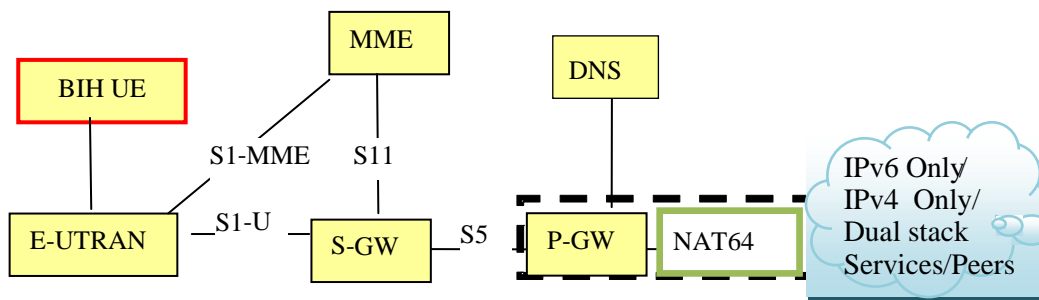 MME
DNS
BIH UE
S1-MME
S11
IPv6 Only/
IPv4 Only/
Dual stack
Services/Peers
E-UTRAN
S1-U
S-GW
S5
P-GW
NAT64